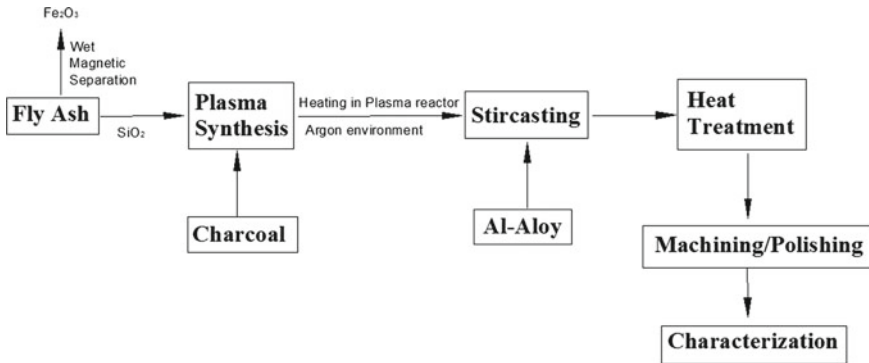 Fe₂O₃
Wet
Magnetic
Separation
Fly Ash
SiO₂
Plasma
Synthesis
Charcoal
Heating in Plasma reactor
Argon environment
Stircasting
Al-Aloy
Heat
Treatment
Machining/Polishing
Characterization